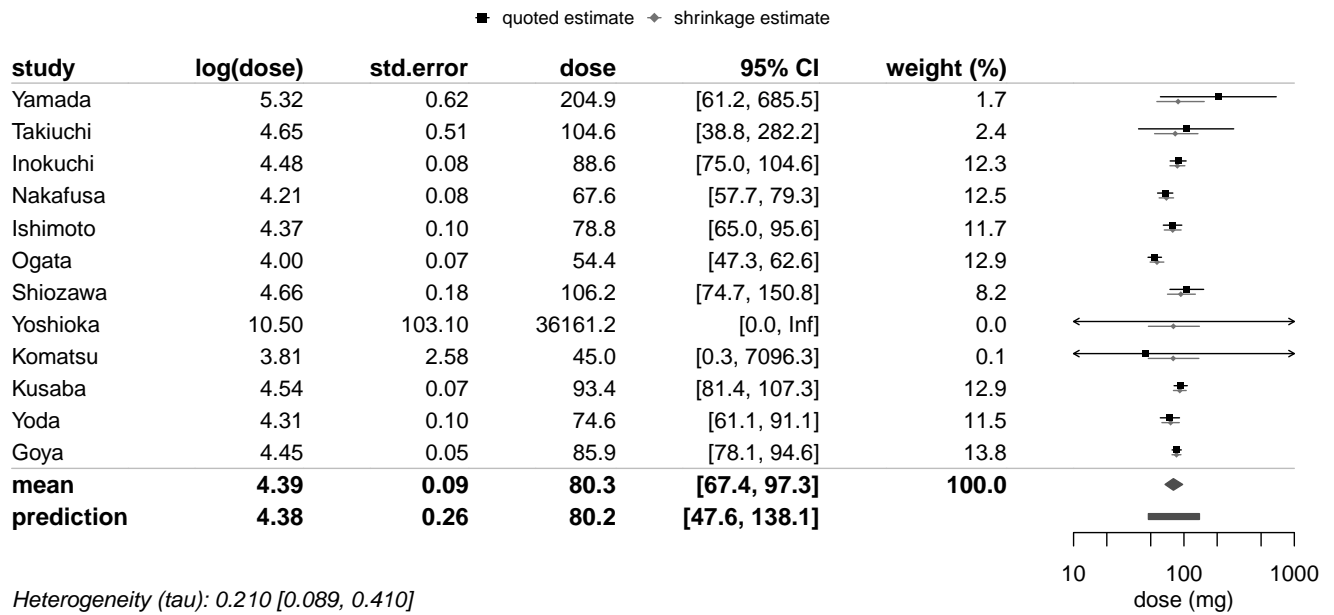 quoted estimate shrinkage estimate
study log(dose) std.error dose 95% CI weight (%)
Yamada 5.32 0.62 204.9 [61.2, 685.5] 1.7
Takiuchi 4.65 0.51 104.6 [38.8, 282.2] 2.4
Inokuchi 4.48 0.08 88.6 [75.0, 104.6] 12.3
Nakafusa 4.21 0.08 67.6 [57.7, 79.3] 12.5
Ishimoto 4.37 0.10 78.8 [65.0, 95.6] 11.7
Ogata 4.00 0.07 54.4 [47.3, 62.6] 12.9
Shiozawa 4.66 0.18 106.2 [74.7, 150.8] 8.2
Yoshioka 10.50 103.10 36161.2 [0.0, Inf] 0.0
Komatsu 3.81 2.58 45.0 [0.3, 7096.3] 0.1
Kusaba 4.54 0.07 93.4 [81.4, 107.3] 12.9
Yoda 4.31 0.10 74.6 [61.1, 91.1] 11.5
Goya 4.45 0.05 85.9 [78.1, 94.6] 13.8
mean 4.39 0.09 80.3 [67.4, 97.3] 100.0
prediction 4.38 0.26 80.2 [47.6, 138.1]
10 100 1000
dose (mg)
Heterogeneity (tau): 0.210 [0.089, 0.410]